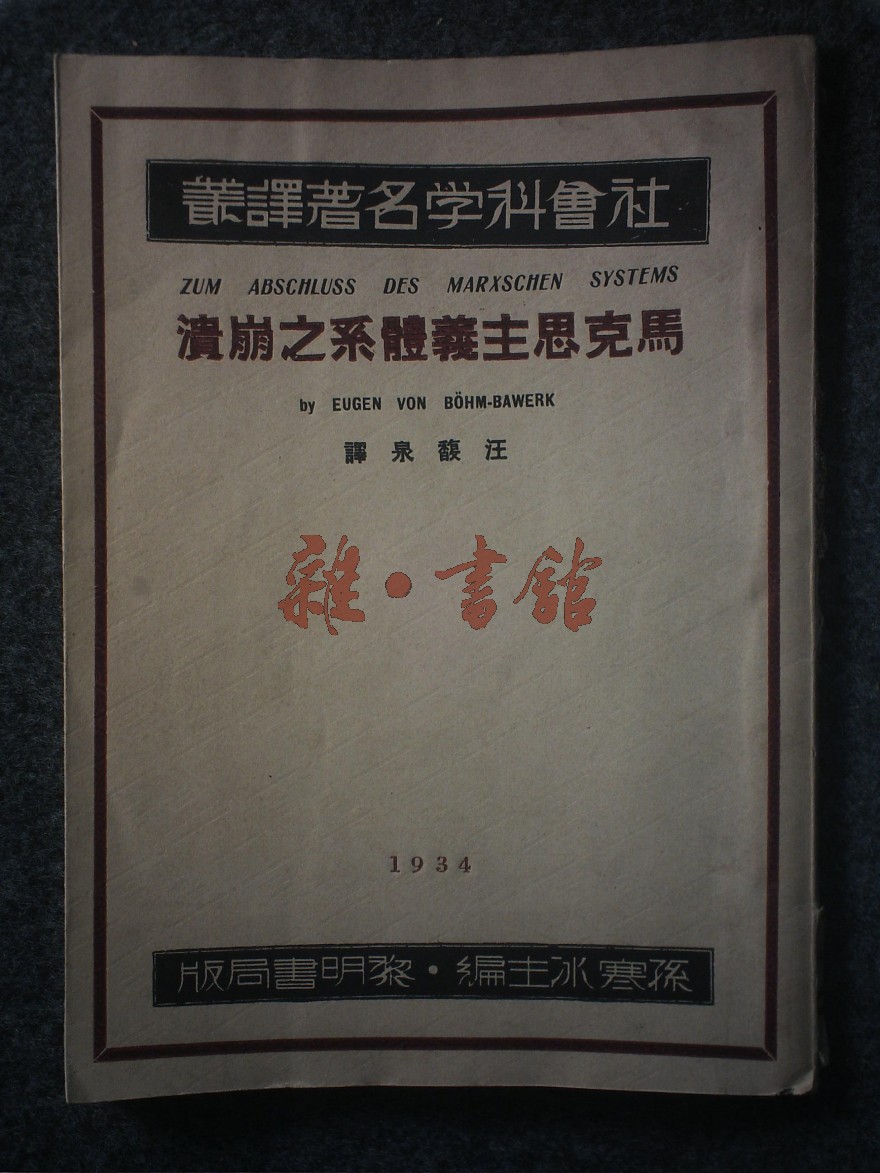 社會科学名著譯叢
ZUM ABSCHLUSS DES MARXSCHEN SYSTEMS
馬克思主義體系之崩潰
by EUGEN VON BÖHM-BAWERK
汪馥泉譯
雜·書館
1934
孫寒冰主編·黎明書局版